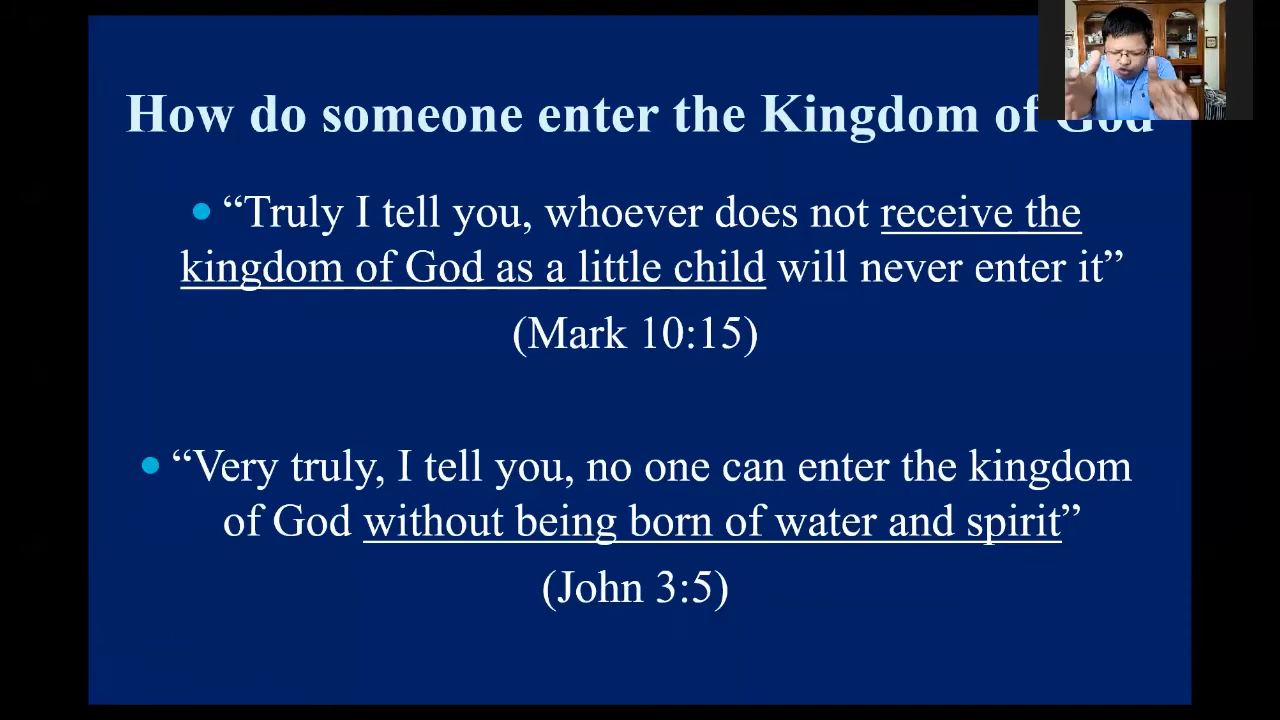 How do someone enter the Kingdom of God
• “Truly I tell you, whoever does not receive the
kingdom of God as a little child will never enter it”
(Mark 10:15)
• “Very truly, I tell you, no one can enter the kingdom
of God without being born of water and spirit”
(John 3:5)